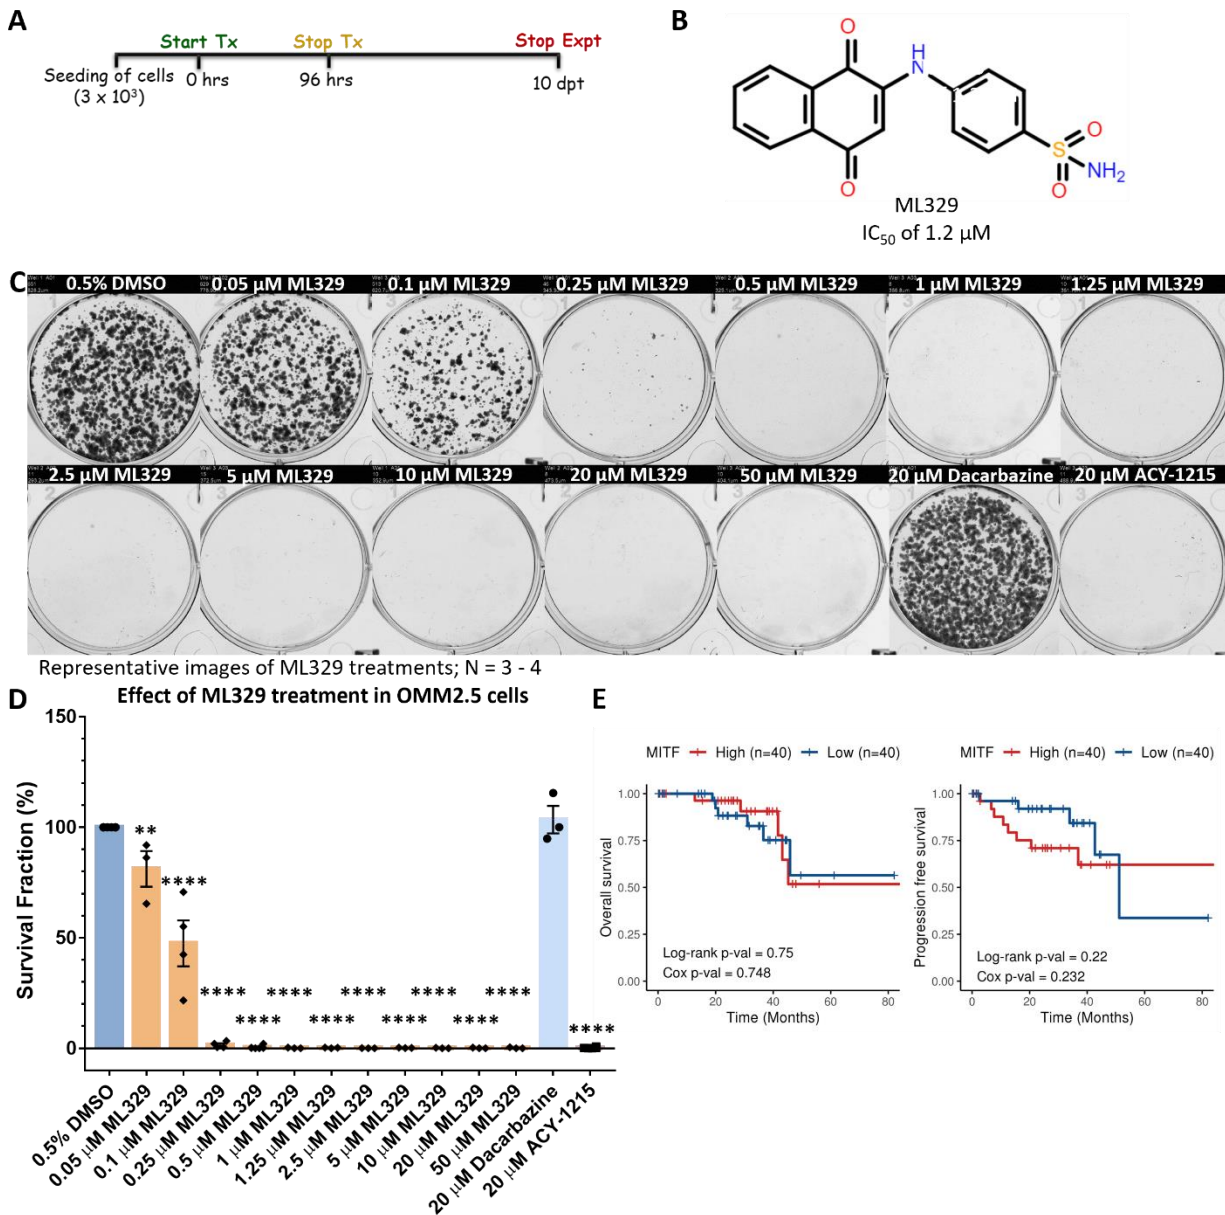 A
Start Tx
Stop Tx
Stop Expt
Seeding of cells
(3 x 10³)
0 hrs
96 hrs
10 dpt
B
O
H
N
O
S
O
NH₂
O
ML329
IC₅₀ of 1.2 µM
C
0.5% DMSO
0.05 µM ML329
0.1 µM ML329
0.25 µM ML329
0.5 µM ML329
1 µM ML329
1.25 µM ML329
2.5 µM ML329
5 µM ML329
10 µM ML329
20 µM ML329
50 µM ML329
20 µM Dacarbazine
20 µM ACY-1215
Representative images of ML329 treatments; N = 3 - 4
D
Effect of ML329 treatment in OMM2.5 cells
Survival Fraction (%)
150
100
50
0
**
****
****
****
****
****
****
****
****
****
****
****
****
0.5% DMSO
0.05 µM ML329
0.1 µM ML329
0.25 µM ML329
0.5 µM ML329
1 µM ML329
1.25 µM ML329
2.5 µM ML329
5 µM ML329
10 µM ML329
20 µM ML329
50 µM ML329
20 µM Dacarbazine
20 µM ACY-1215
E
MITF High (n=40) Low (n=40)
Overall survival
1.00
0.75
0.50
0.25
0.00
Log-rank p-val = 0.75
Cox p-val = 0.748
0 20 40 60 80
Time (Months)
MITF High (n=40) Low (n=40)
Progression free survival
1.00
0.75
0.50
0.25
0.00
Log-rank p-val = 0.22
Cox p-val = 0.232
0 20 40 60 80
Time (Months)